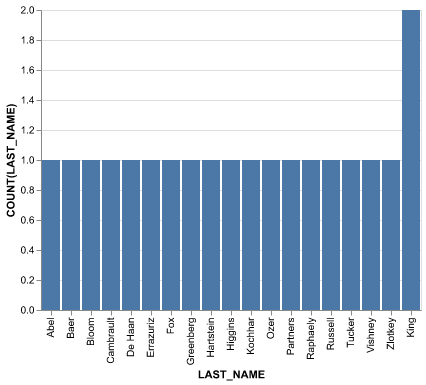 COUNT(LAST_NAME)
2.0
1.8
1.6
1.4
1.2
1.0
0.8
0.6
0.4
0.2
0.0
Abel
Baer
Bloom
Cambrault
De Haan
Errazuriz
Fox
Greenberg
Hartstein
Higgins
Kochhar
Ozer
Partners
Raphaely
Russell
Tucker
Vishney
Zlotkey
King
LAST_NAME